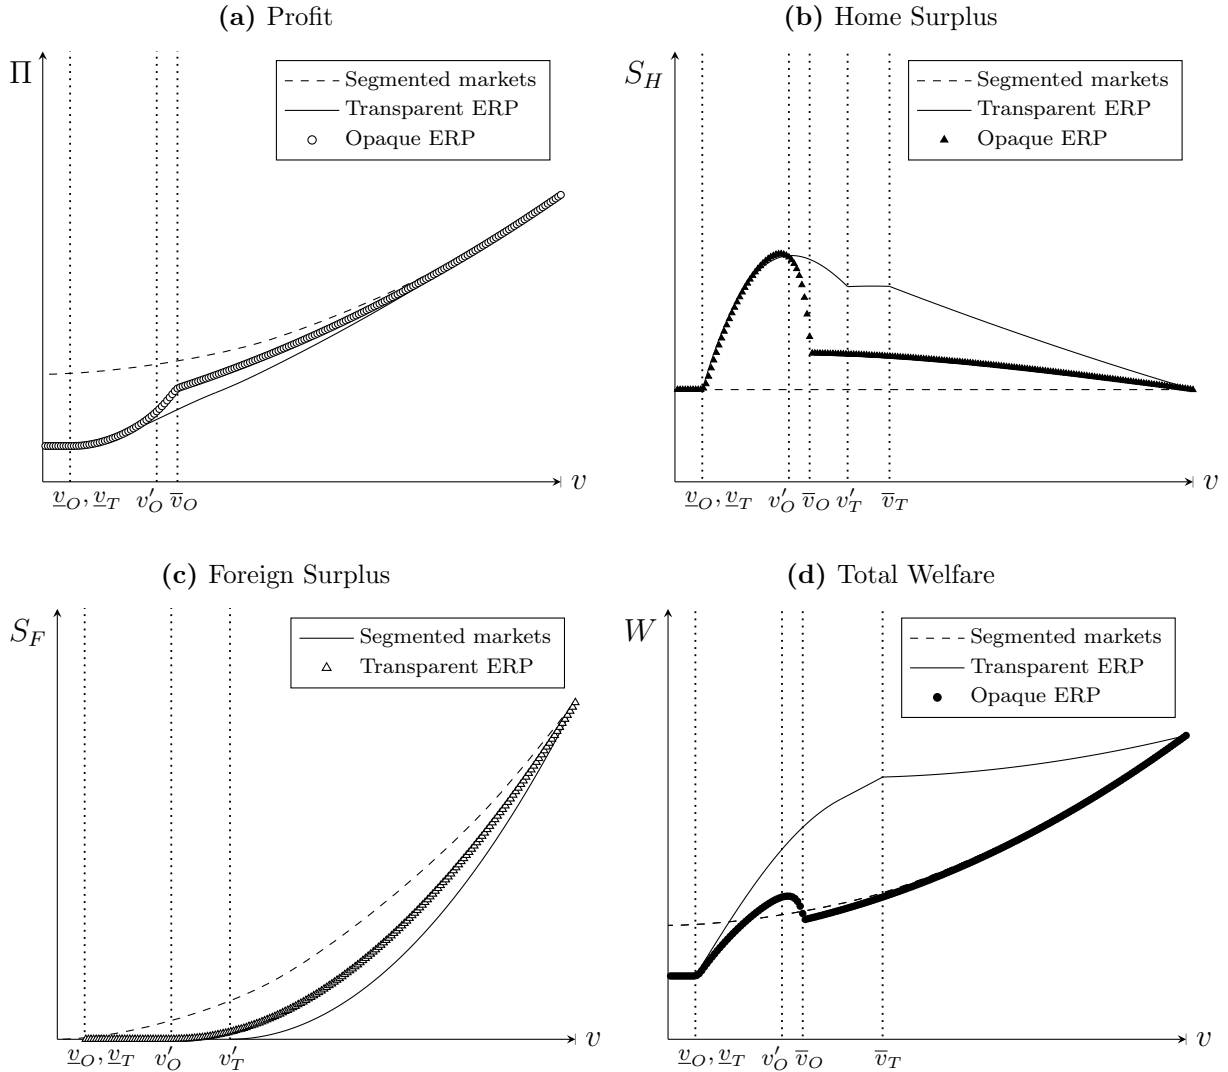 (a) Profit
Π
Segmented markets
Transparent ERP
Opaque ERP
v
v̲_O, v̲_T
v′_O
v̅_O
(b) Home Surplus
S_H
Segmented markets
Transparent ERP
Opaque ERP
v
v̲_O, v̲_T
v′_O
v̅_O
v′_T
v̅_T
(c) Foreign Surplus
S_F
Segmented markets
Transparent ERP
v
v̲_O, v̲_T
v′_O
v′_T
(d) Total Welfare
W
Segmented markets
Transparent ERP
Opaque ERP
v
v̲_O, v̲_T
v′_O
v̅_O
v̅_T